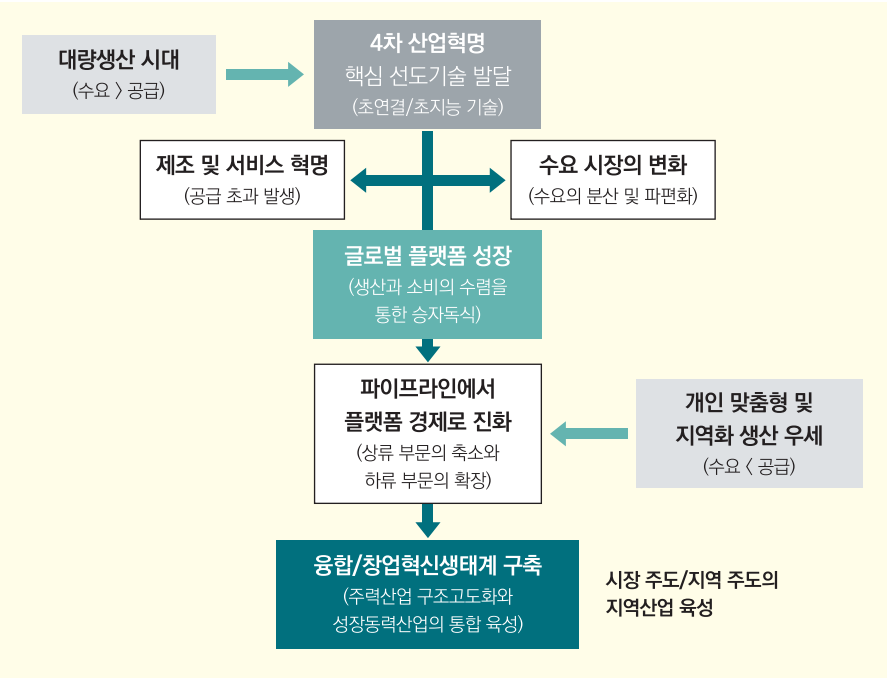 대량생산 시대
(수요 > 공급)
4차 산업혁명
핵심 선도기술 발달
(초연결/초지능 기술)
제조 및 서비스 혁명
(공급 초과 발생)
수요 시장의 변화
(수요의 분산 및 파편화)
글로벌 플랫폼 성장
(생산과 소비의 수렴을
통한 승자독식)
파이프라인에서
플랫폼 경제로 진화
(상류 부문의 축소와
하류 부문의 확장)
개인 맞춤형 및
지역화 생산 우세
(수요 < 공급)
융합/창업혁신생태계 구축
(주력산업 구조고도화와
성장동력산업의 통합 육성)
시장 주도/지역 주도의
지역산업 육성